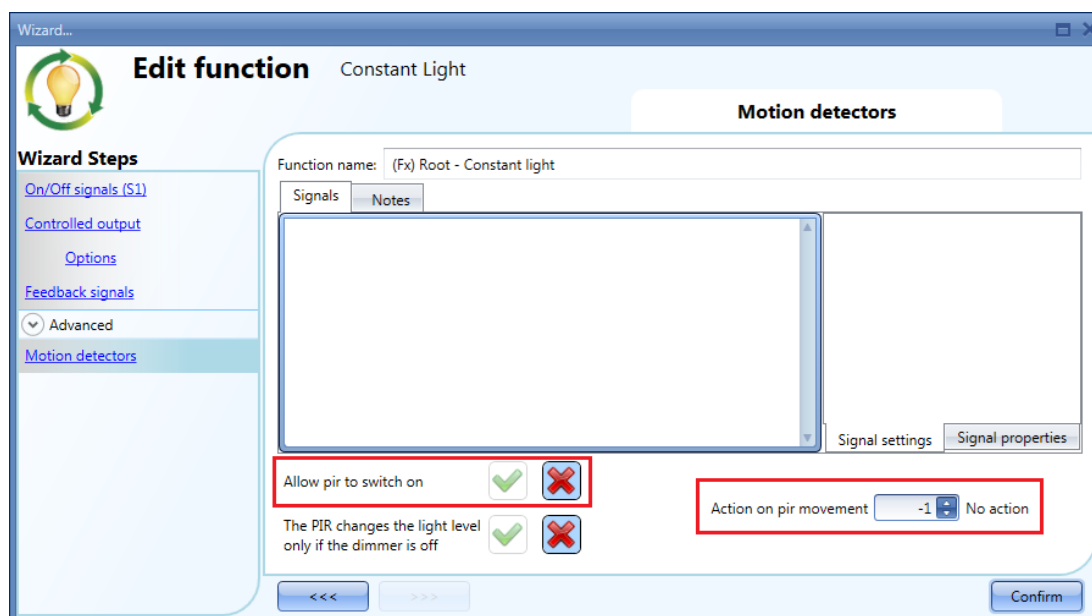 Wizard...
Edit function Constant Light
Motion detectors
Wizard Steps
On/Off signals (S1)
Controlled output
Options
Feedback signals
Advanced
Motion detectors
Function name: (Fx) Root - Constant light
Signals Notes
Signal settings Signal properties
Allow pir to switch on
Action on pir movement -1 No action
The PIR changes the light level
only if the dimmer is off
<<< >>> Confirm